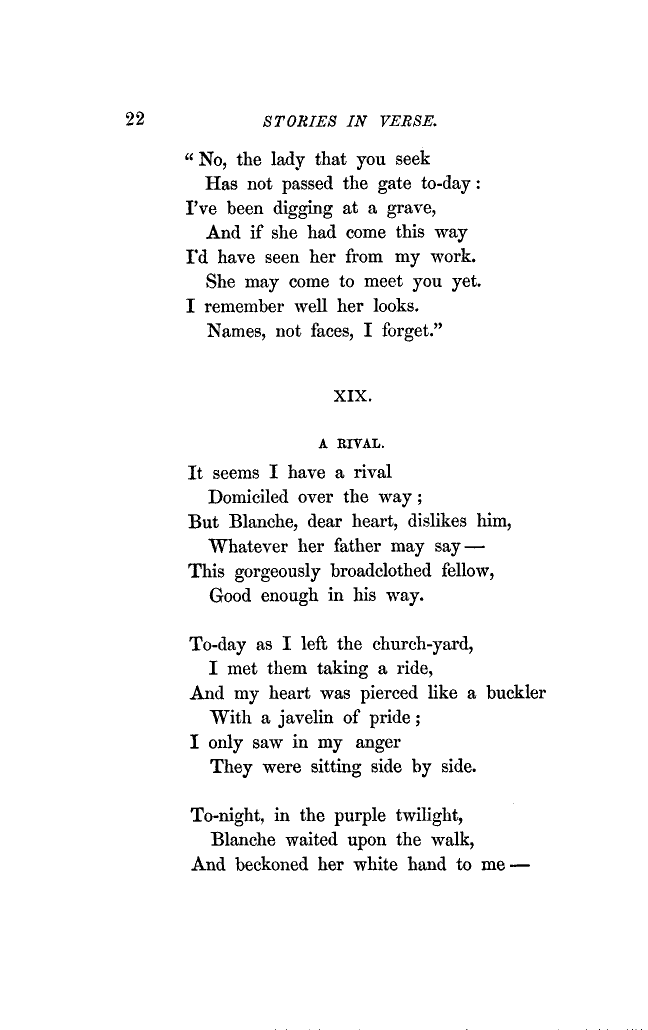 22 STORIES IN VERSE.
“ No, the lady that you seek
Has not passed the gate to-day :
I've been digging at a grave,
And if she had come this way
I'd have seen her from my work.
She may come to meet you yet.
I remember well her looks.
Names, not faces, I forget.”
XIX.
A RIVAL.
It seems I have a rival
Domiciled over the way ;
But Blanche, dear heart, dislikes him,
Whatever her father may say —
This gorgeously broadclothed fellow,
Good enough in his way.
To-day as I left the church-yard,
I met them taking a ride,
And my heart was pierced like a buckler
With a javelin of pride ;
I only saw in my anger
They were sitting side by side.
To-night, in the purple twilight,
Blanche waited upon the walk,
And beckoned her white hand to me —